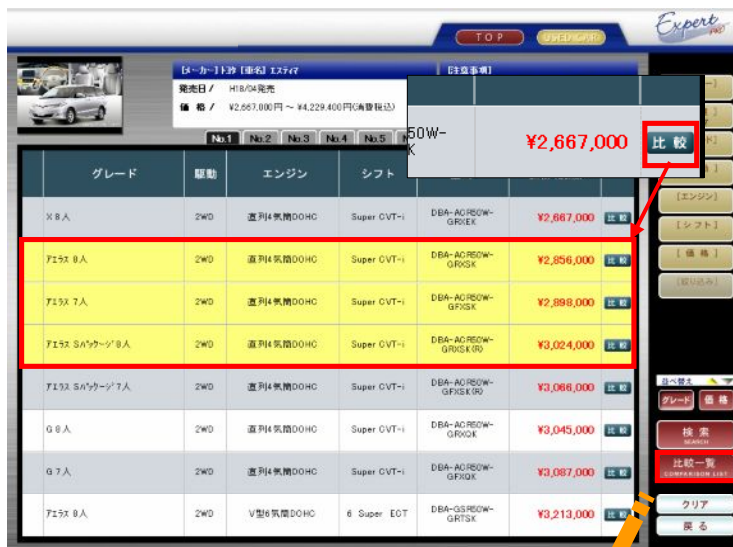 Expert PRO
TOP
USED CAR
[メーカー] トヨタ [車名] エスティマ
[注意事項]
発売日 / H18/04発売
価 格 / ¥2,667,000円 ～ ¥4,229,400円(消費税込)
No.1 No.2 No.3 No.4 No.5
50W-
K
¥2,667,000
比 較
グレード 駆動 エンジン シフト
[エンジン]
[シフト]
[価 格]
[絞り込み]
X 8人 2WD 直列4気筒DOHC Super CVT-i DBA-ACR50W-
GRXEK ¥2,667,000 比 較
アエラス 8人 2WD 直列4気筒DOHC Super CVT-i DBA-ACR50W-
GRXSK ¥2,856,000 比 較
アエラス 7人 2WD 直列4気筒DOHC Super CVT-i DBA-ACR50W-
GFXSK ¥2,898,000 比 較
アエラス Sパッケージ 8人 2WD 直列4気筒DOHC Super CVT-i DBA-ACR50W-
GRXSK(R) ¥3,024,000 比 較
アエラス Sパッケージ 7人 2WD 直列4気筒DOHC Super CVT-i DBA-ACR50W-
GFXSK(R) ¥3,066,000 比 較
G 8人 2WD 直列4気筒DOHC Super CVT-i DBA-ACR50W-
GRXQK ¥3,045,000 比 較
G 7人 2WD 直列4気筒DOHC Super CVT-i DBA-ACR50W-
GFXQK ¥3,087,000 比 較
アエラス 8人 2WD V型6気筒DOHC 6 Super ECT DBA-GSR50W-
GRTSK ¥3,213,000 比 較
並べ替え
グレード 価 格
検 索
SEARCH
比較一覧
COMPARISON LIST
クリア
戻 る